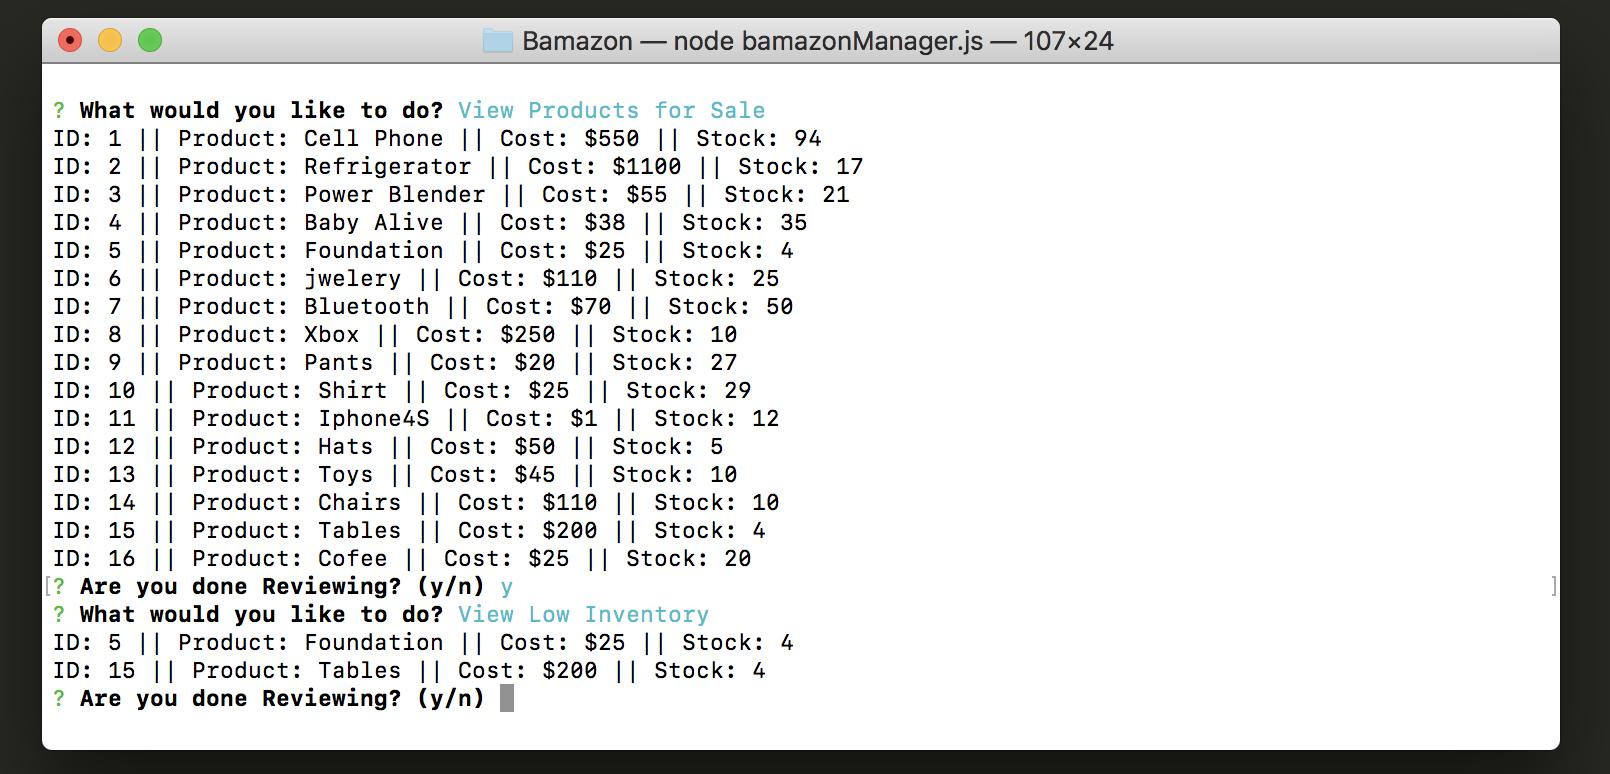 Bamazon — node bamazonManager.js — 107×24
? What would you like to do? View Products for Sale
ID: 1 || Product: Cell Phone || Cost: $550 || Stock: 94
ID: 2 || Product: Refrigerator || Cost: $1100 || Stock: 17
ID: 3 || Product: Power Blender || Cost: $55 || Stock: 21
ID: 4 || Product: Baby Alive || Cost: $38 || Stock: 35
ID: 5 || Product: Foundation || Cost: $25 || Stock: 4
ID: 6 || Product: jwelery || Cost: $110 || Stock: 25
ID: 7 || Product: Bluetooth || Cost: $70 || Stock: 50
ID: 8 || Product: Xbox || Cost: $250 || Stock: 10
ID: 9 || Product: Pants || Cost: $20 || Stock: 27
ID: 10 || Product: Shirt || Cost: $25 || Stock: 29
ID: 11 || Product: Iphone4S || Cost: $1 || Stock: 12
ID: 12 || Product: Hats || Cost: $50 || Stock: 5
ID: 13 || Product: Toys || Cost: $45 || Stock: 10
ID: 14 || Product: Chairs || Cost: $110 || Stock: 10
ID: 15 || Product: Tables || Cost: $200 || Stock: 4
ID: 16 || Product: Cofee || Cost: $25 || Stock: 20
[? Are you done Reviewing? (y/n) y ]
? What would you like to do? View Low Inventory
ID: 5 || Product: Foundation || Cost: $25 || Stock: 4
ID: 15 || Product: Tables || Cost: $200 || Stock: 4
? Are you done Reviewing? (y/n)